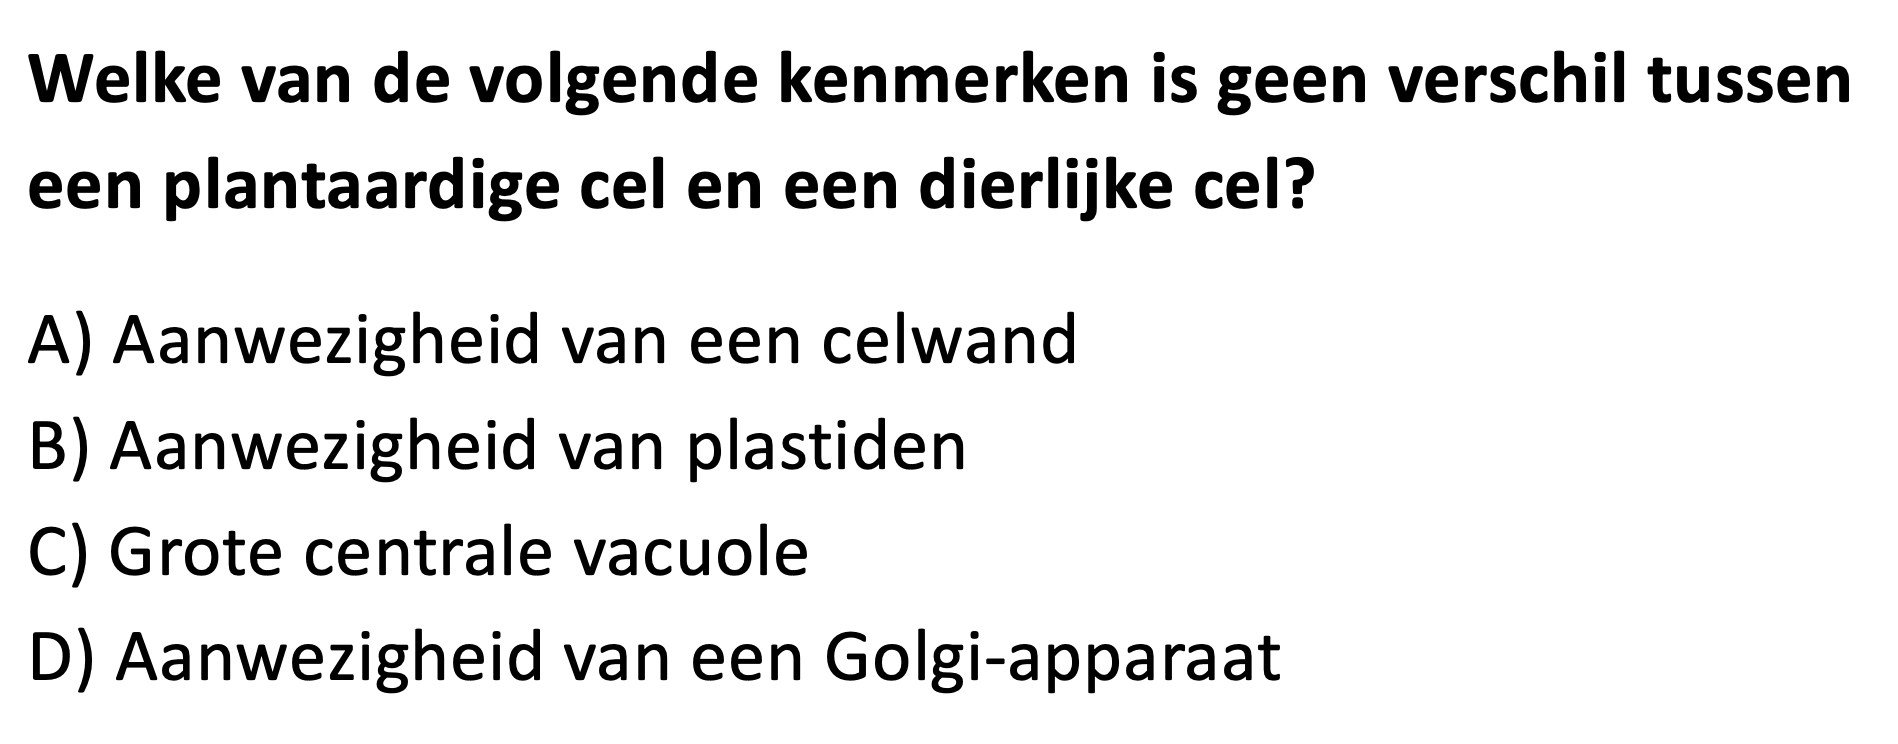 Welke van de volgende kenmerken is geen verschil tussen
een plantaardige cel en een dierlijke cel?
A) Aanwezigheid van een celwand
B) Aanwezigheid van plastiden
C) Grote centrale vacuole
D) Aanwezigheid van een Golgi-apparaat